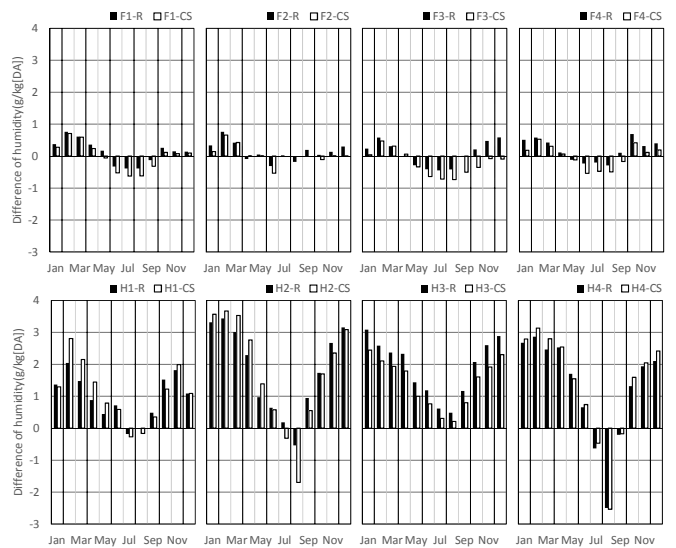 F1-R F1-CS F2-R F2-CS F3-R F3-CS F4-R F4-CS
4
3
2
1
0
-1
-2
-3
Difference of humidity(g/kg[DA])
Jan Mar May Jul Sep Nov Jan Mar May Jul Sep Nov Jan Mar May Jul Sep Nov Jan Mar May Jul Sep Nov
H1-R H1-CS H2-R H2-CS H3-R H3-CS H4-R H4-CS
4
3
2
1
0
-1
-2
-3
Difference of humidity(g/kg[DA])
Jan Mar May Jul Sep Nov Jan Mar May Jul Sep Nov Jan Mar May Jul Sep Nov Jan Mar May Jul Sep Nov